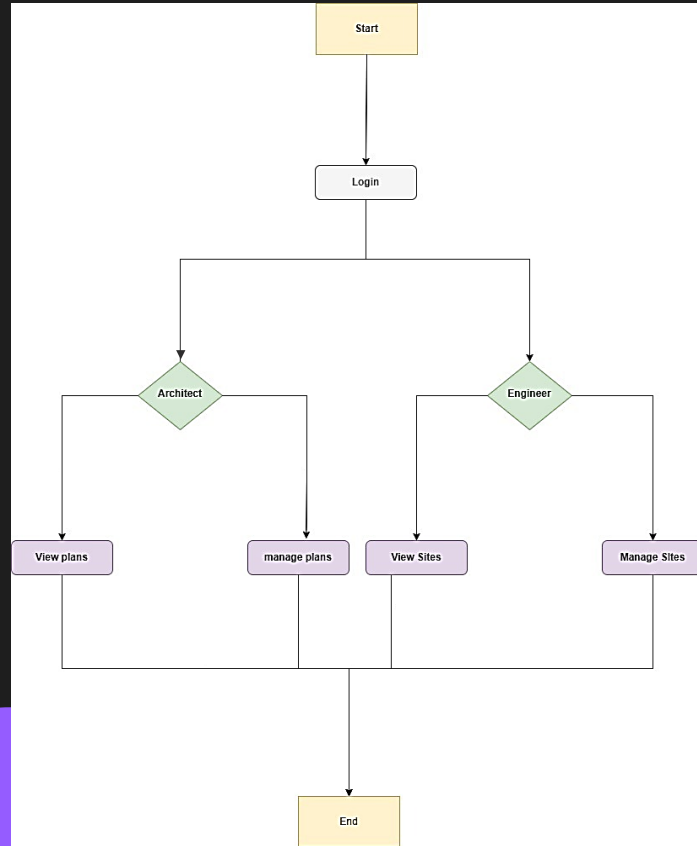 Start
Login
Architect
Engineer
View plans
manage plans
View Sites
Manage Sites
End